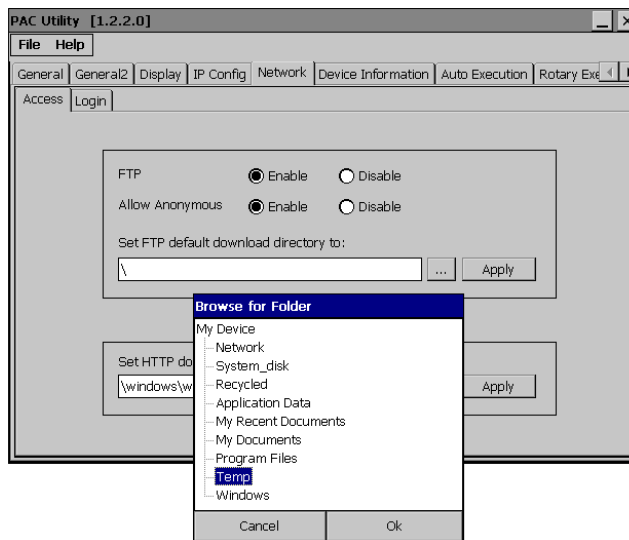 PAC Utility [1.2.2.0]
File Help
General General2 Display IP Config Network Device Information Auto Execution Rotary Exe
Access Login
FTP Enable Disable
Allow Anonymous Enable Disable
Set FTP default download directory to:
\ ... Apply
Browse for Folder
My Device
Network
System_disk
Recycled
Application Data
My Recent Documents
My Documents
Program Files
Temp
Windows
Cancel Ok
Set HTTP do
\windows\w Apply